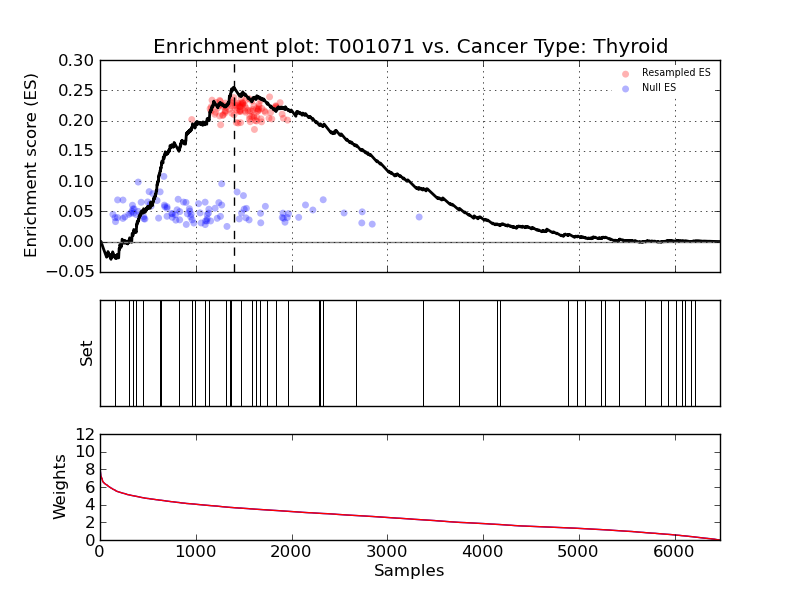 Enrichment plot: T001071 vs. Cancer Type: Thyroid
Enrichment score (ES)
0.30
0.25
0.20
0.15
0.10
0.05
0.00
−0.05
Resampled ES
Null ES
Set
Weights
12
10
8
6
4
2
0
0 1000 2000 3000 4000 5000 6000
Samples